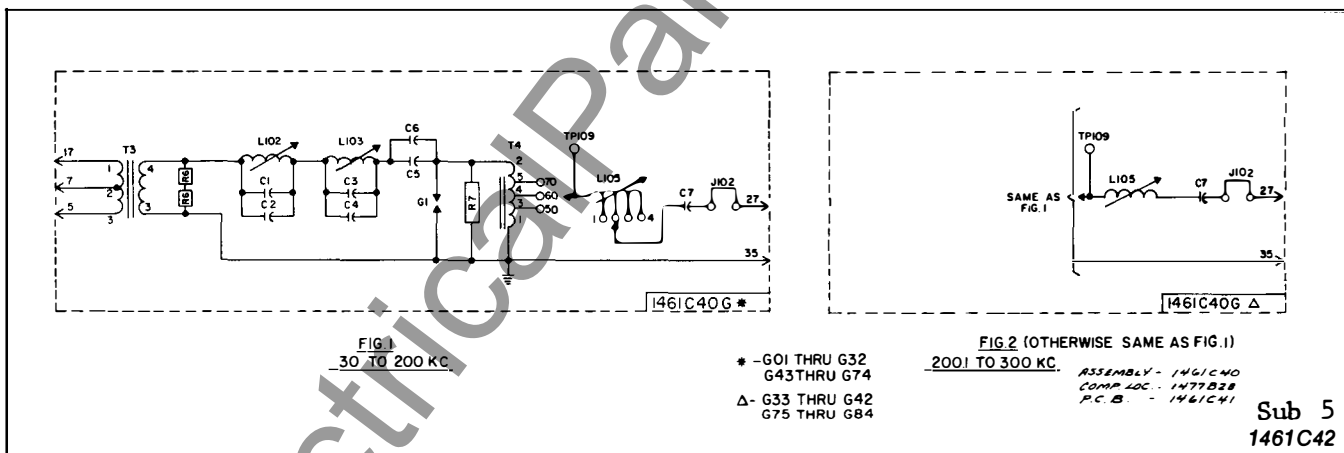 ctricalPar
17
7
5
T3
1
2
3
4
3
R6
R6
L102
C1
C2
L103
C3
C4
C6
C5
G1
R7
T4
2
5
4
3
1
70
60
50
TP109
L105
1
4
C7
J102
27
35
1461C40G *
FIG.1
30 TO 200 KC
TP109
L105
C7
J102
27
SAME AS
FIG.1
35
1461C40G Δ
FIG.2 (OTHERWISE SAME AS FIG.1)
200.1 TO 300 KC.
* -G01 THRU G32
G43 THRU G74
Δ- G33 THRU G42
G75 THRU G84
ASSEMBLY - 1461C40
COMP LOC. - 1477B28
P.C.B. - 1461C41
Sub 5
1461C42